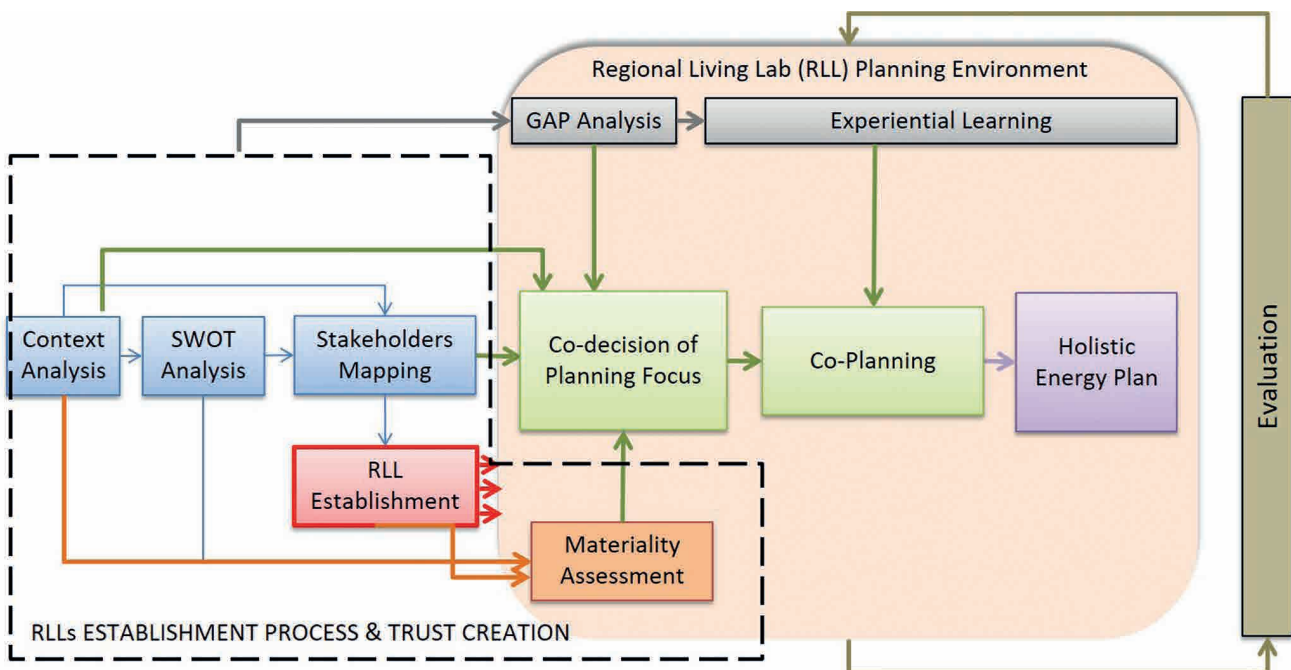 Regional Living Lab (RLL) Planning Environment
GAP Analysis
Experiential Learning
Context
Analysis
SWOT
Analysis
Stakeholders
Mapping
Co-decision of
Planning Focus
Co-Planning
Holistic
Energy Plan
Evaluation
RLL
Establishment
Materiality
Assessment
RLLs ESTABLISHMENT PROCESS & TRUST CREATION